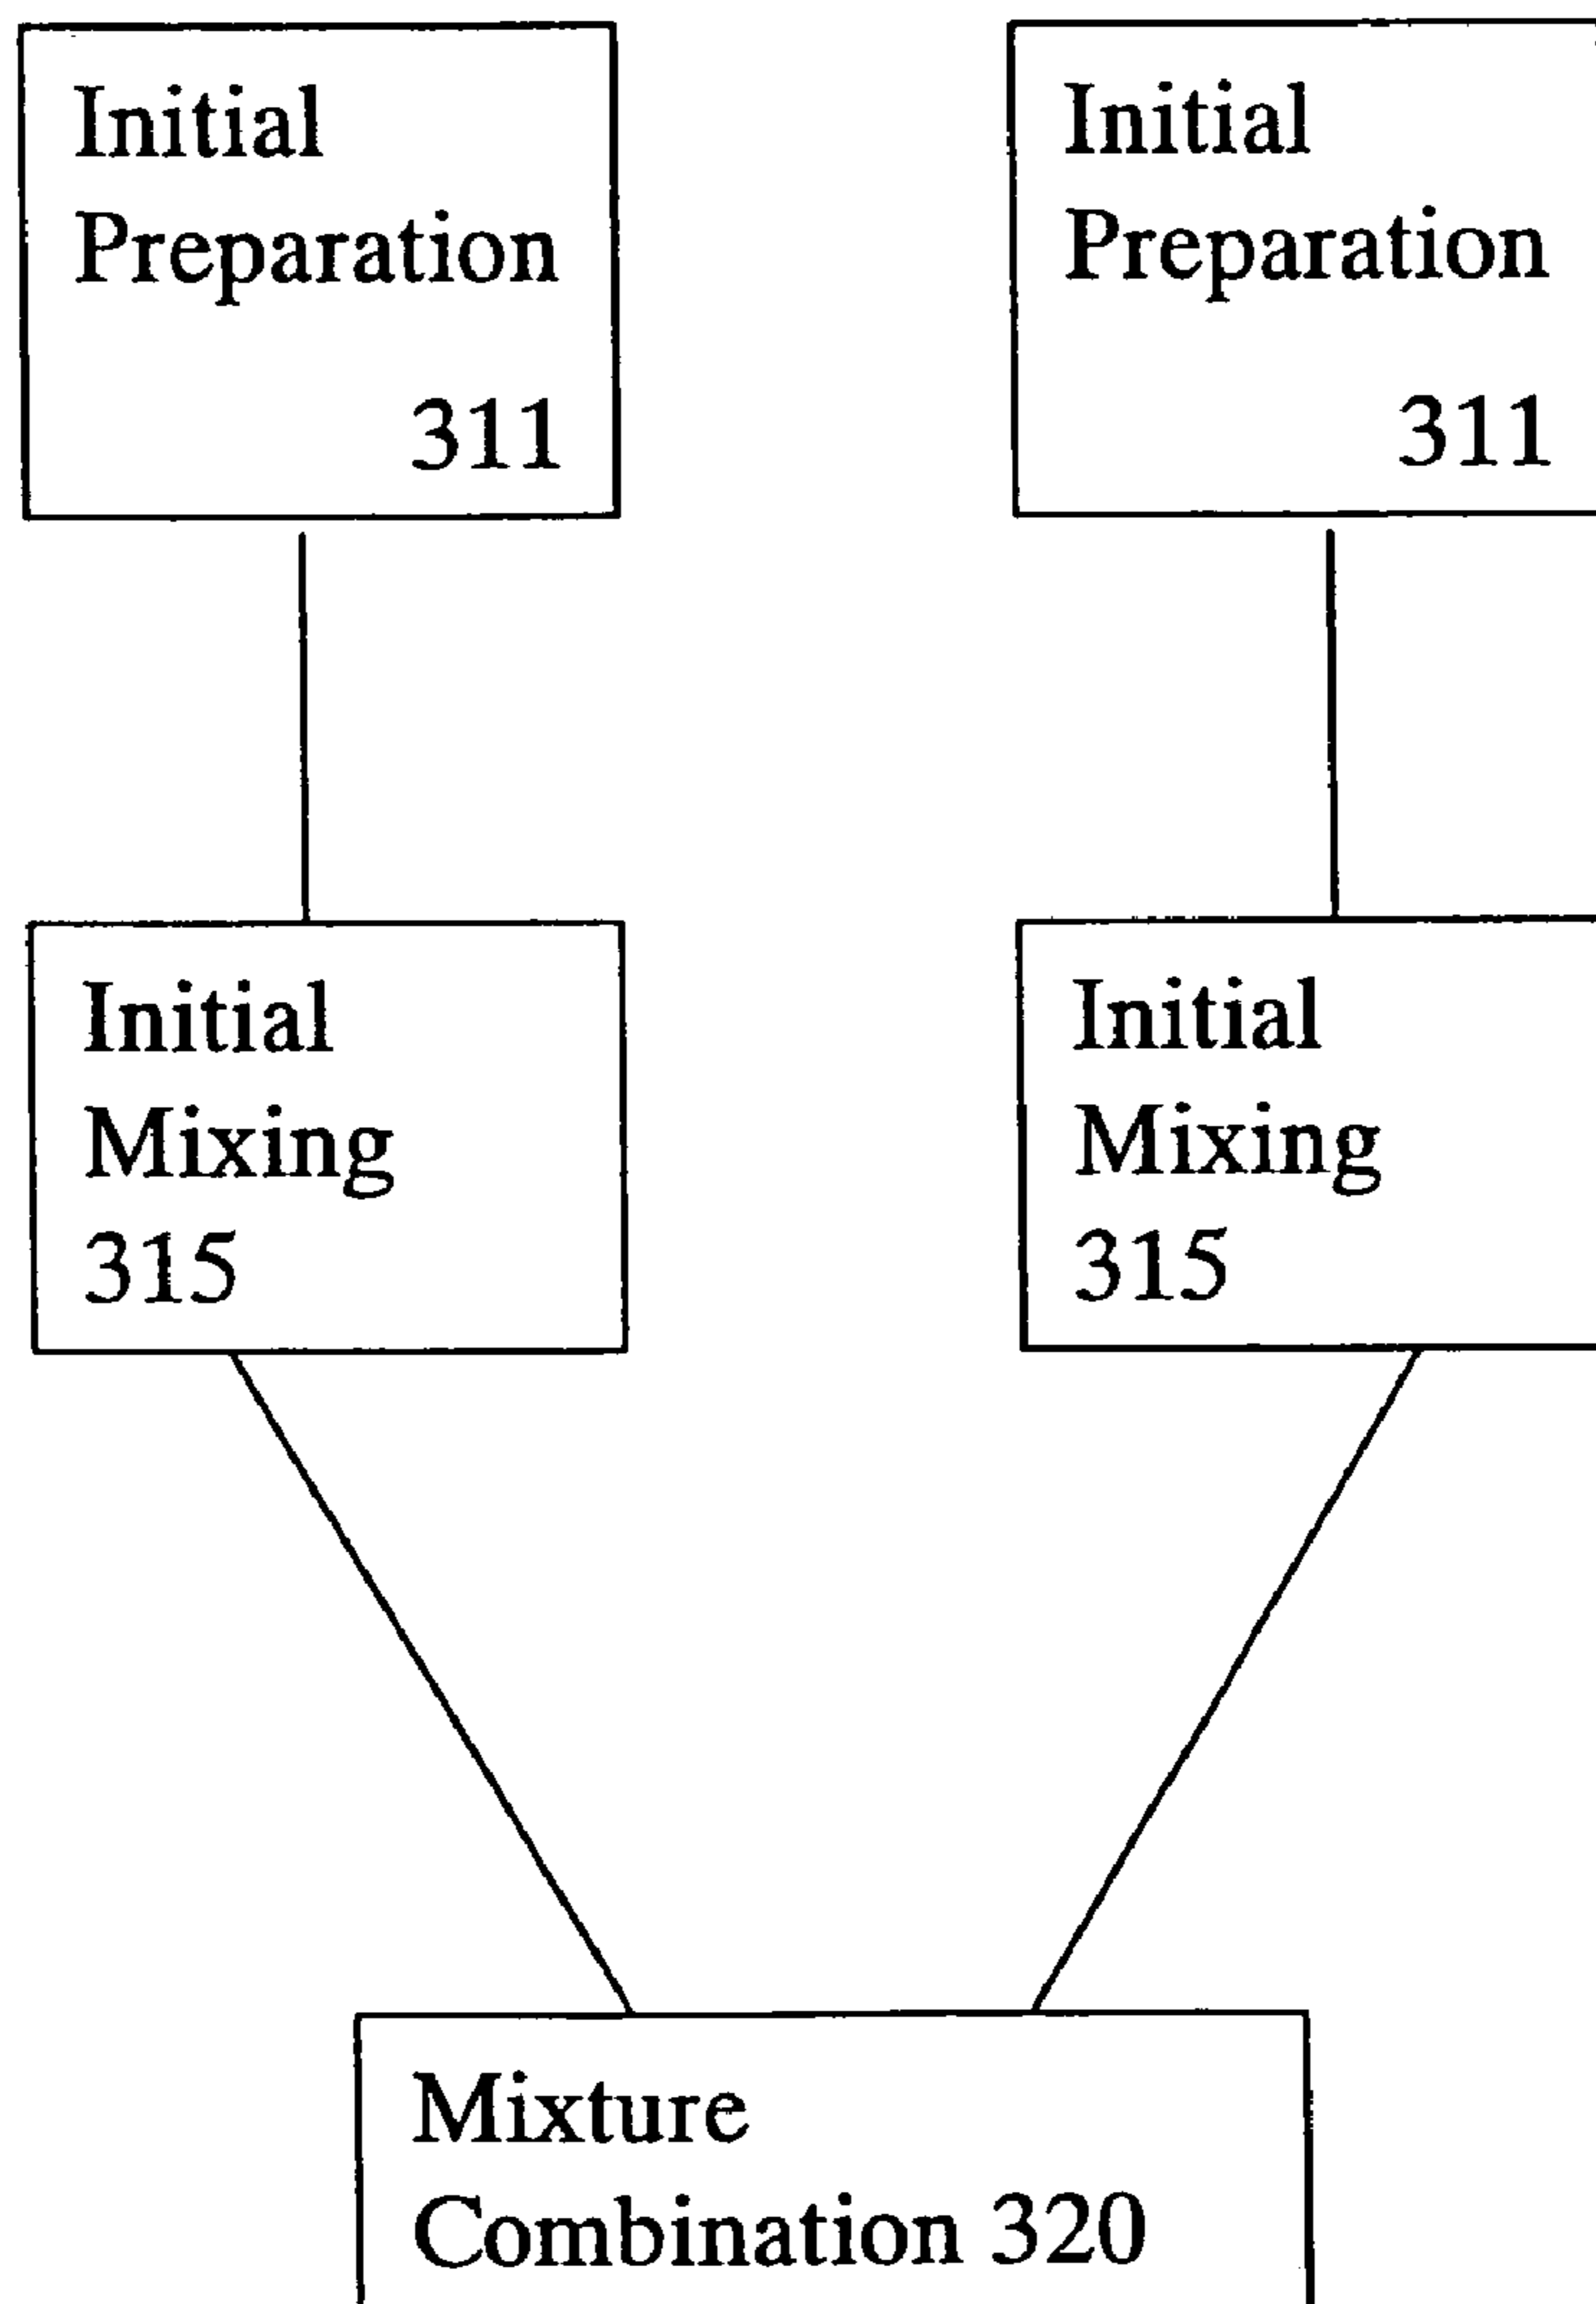 Initial
Preparation
311
Initial
Preparation
311
Initial
Mixing
315
Initial
Mixing
315
Mixture
Combination 320